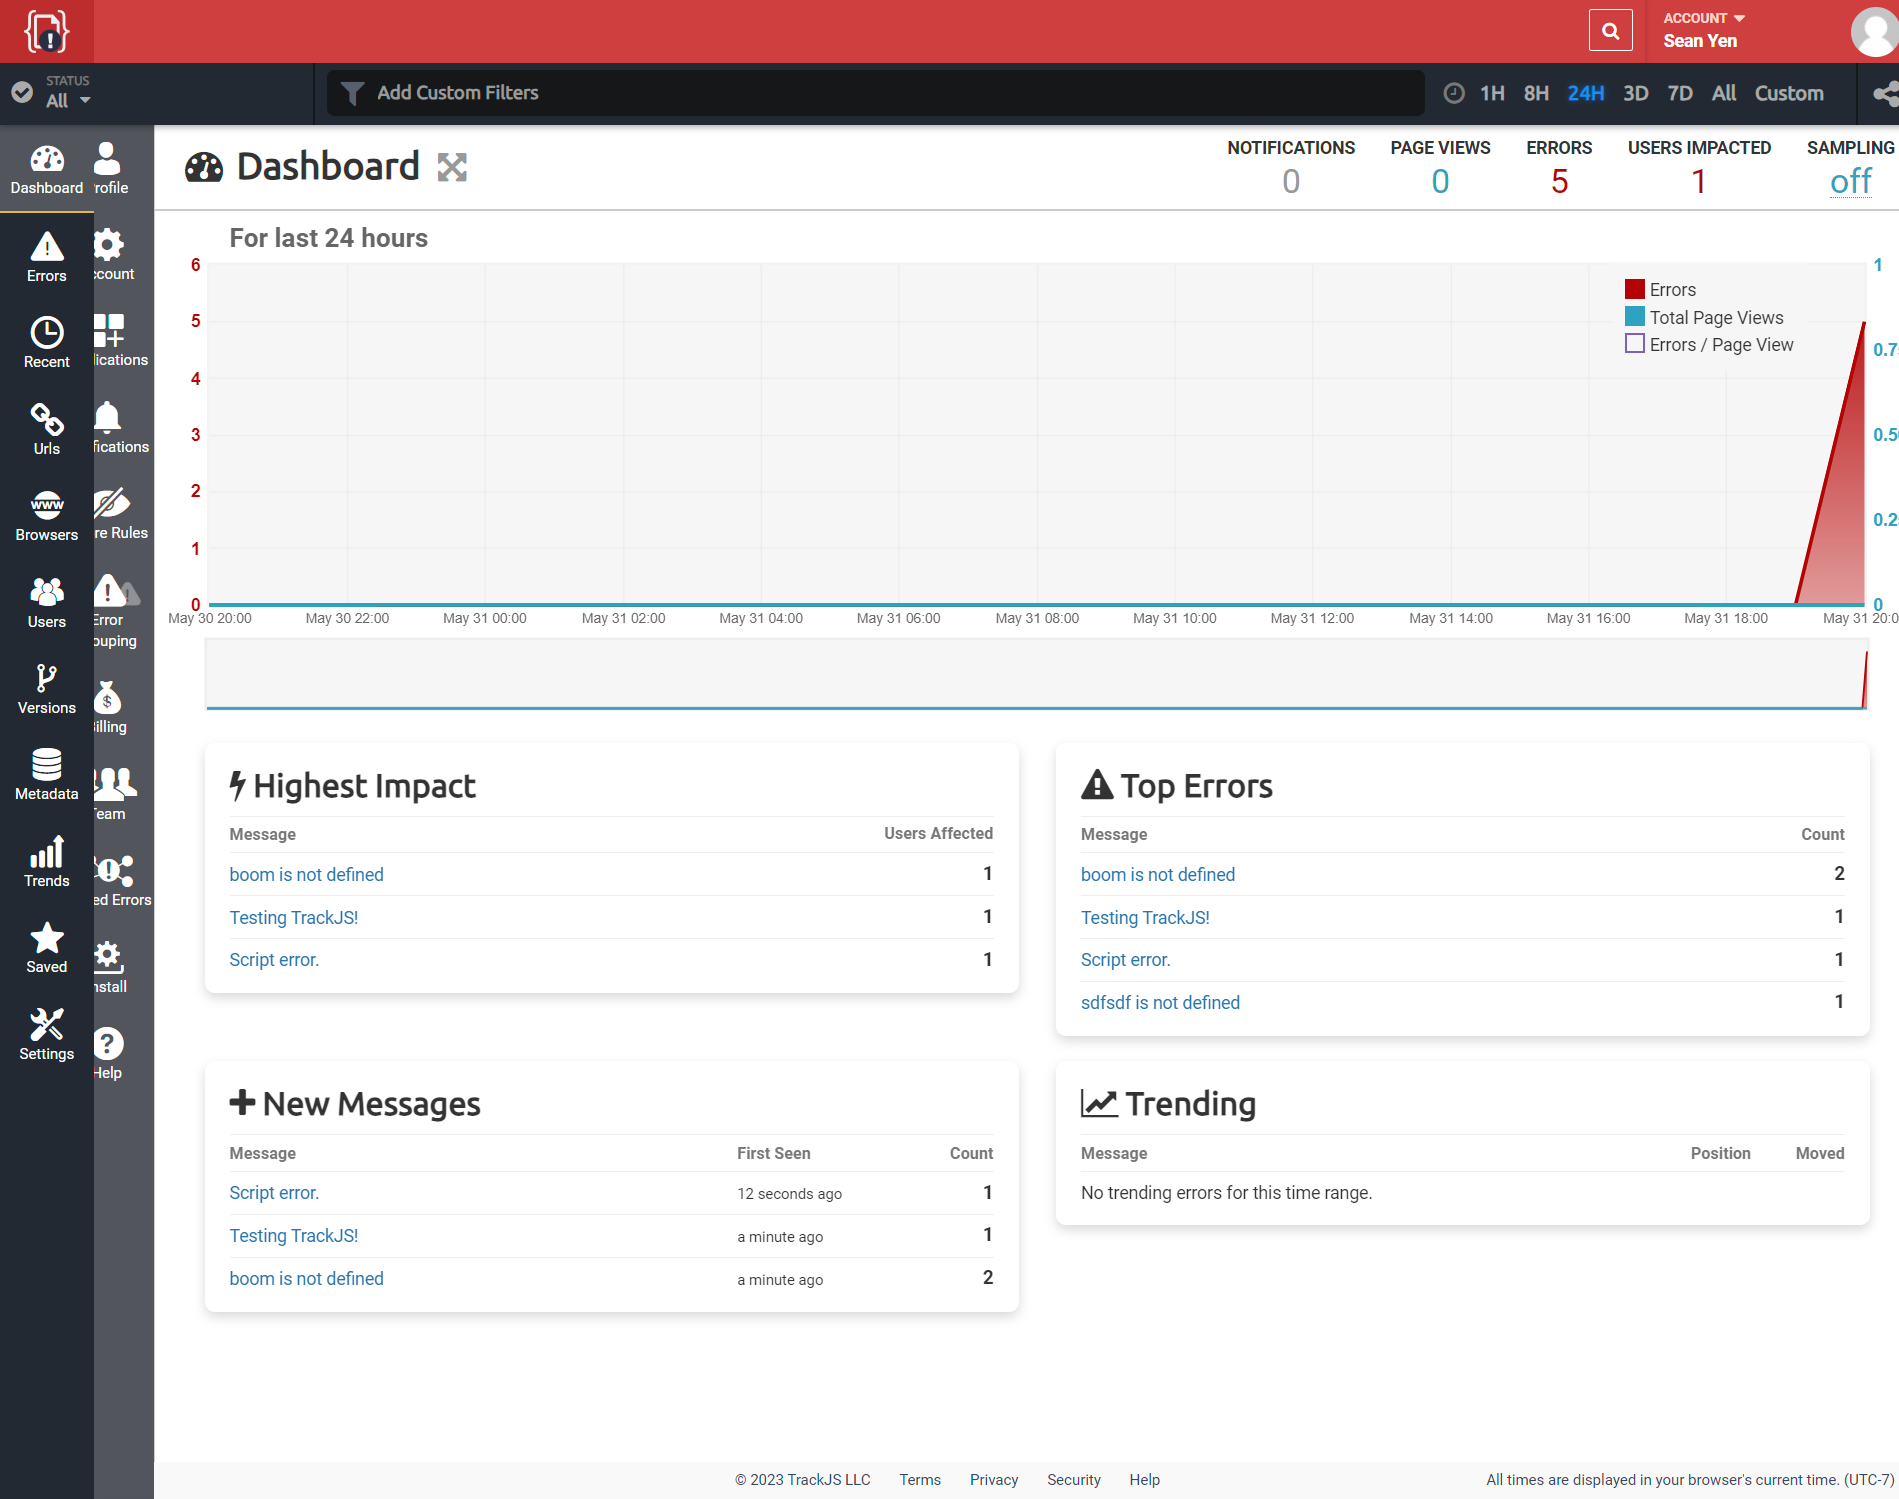 ACCOUNT
Sean Yen
STATUS
All
Add Custom Filters
1H 8H 24H 3D 7D All Custom
Dashboard
Errors
Recent
Urls
Browsers
Users
Versions
Metadata
Trends
Saved
Settings
rofile
ccount
lications
fications
re Rules
Error
ouping
illing
eam
ed Errors
nstall
Help
Dashboard
NOTIFICATIONS
0
PAGE VIEWS
0
ERRORS
5
USERS IMPACTED
1
SAMPLING
off
For last 24 hours
6
5
4
3
2
1
0
Errors
Total Page Views
Errors / Page View
1
0.7
0.5
0.2
0
May 30 20:00 May 30 22:00 May 31 00:00 May 31 02:00 May 31 04:00 May 31 06:00 May 31 08:00 May 31 10:00 May 31 12:00 May 31 14:00 May 31 16:00 May 31 18:00 May 31 20:0
Highest Impact
Message Users Affected
boom is not defined 1
Testing TrackJS! 1
Script error. 1
Top Errors
Message Count
boom is not defined 2
Testing TrackJS! 1
Script error. 1
sdfsdf is not defined 1
New Messages
Message First Seen Count
Script error. 12 seconds ago 1
Testing TrackJS! a minute ago 1
boom is not defined a minute ago 2
Trending
Message Position Moved
No trending errors for this time range.
© 2023 TrackJS LLC Terms Privacy Security Help
All times are displayed in your browser's current time. (UTC-7)